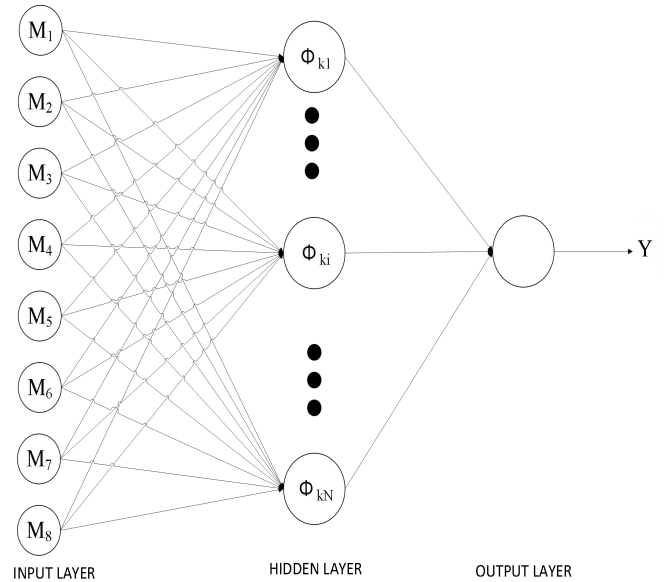 M₁
M₂
M₃
M₄
M₅
M₆
M₇
M₈
Φk1
Φki
ΦkN
Y
INPUT LAYER
HIDDEN LAYER
OUTPUT LAYER